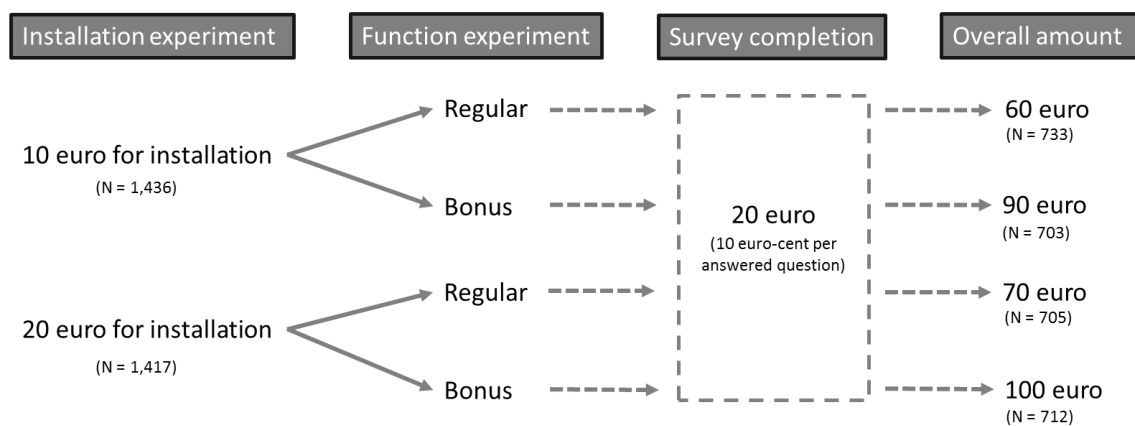 Installation experiment
Function experiment
Survey completion
Overall amount
10 euro for installation
(N = 1,436)
Regular
Bonus
20 euro for installation
(N = 1,417)
Regular
Bonus
20 euro
(10 euro-cent per
answered question)
60 euro
(N = 733)
90 euro
(N = 703)
70 euro
(N = 705)
100 euro
(N = 712)